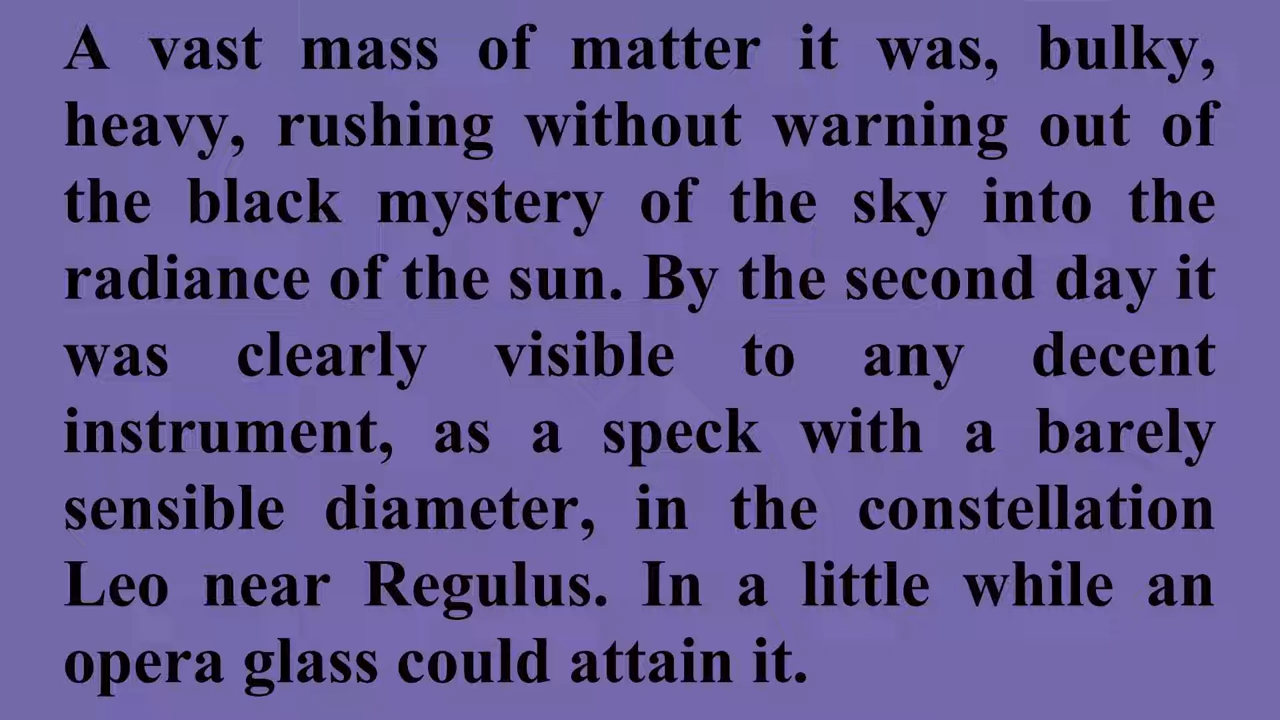 A vast mass of matter it was, bulky,
heavy, rushing without warning out of
the black mystery of the sky into the
radiance of the sun. By the second day it
was clearly visible to any decent
instrument, as a speck with a barely
sensible diameter, in the constellation
Leo near Regulus. In a little while an
opera glass could attain it.